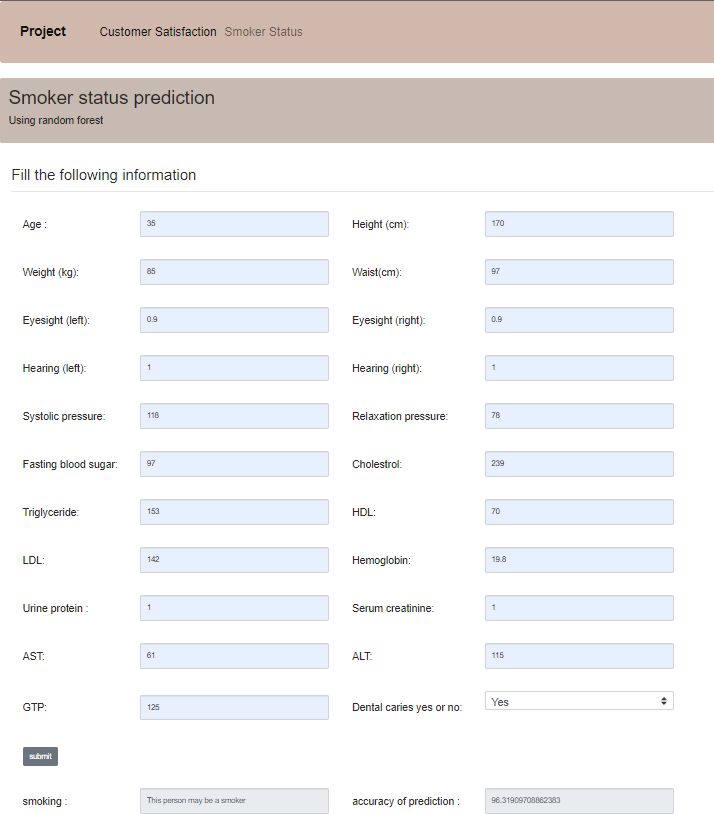 Project Customer Satisfaction Smoker Status
Smoker status prediction
Using random forest
Fill the following information
Age : 35 Height (cm): 170
Weight (kg): 85 Waist(cm): 97
Eyesight (left): 0.9 Eyesight (right): 0.9
Hearing (left): 1 Hearing (right): 1
Systolic pressure: 118 Relaxation pressure: 78
Fasting blood sugar: 97 Cholestrol: 239
Triglyceride: 153 HDL: 70
LDL: 142 Hemoglobin: 19.8
Urine protein : 1 Serum creatinine: 1
AST: 61 ALT: 115
GTP: 125 Dental caries yes or no: Yes
submit
smoking : This person may be a smoker accuracy of prediction : 96.31909708862383